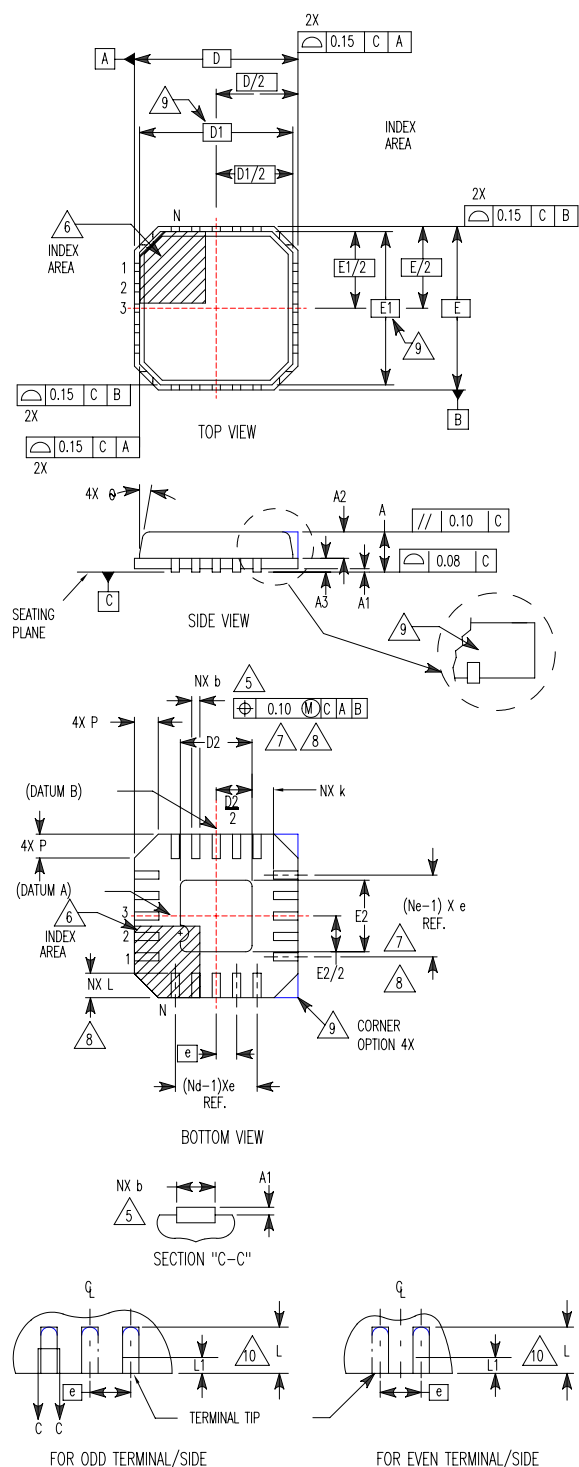 2X
A
D
⌓ 0.15 C A
D/2
9
D1
INDEX
AREA
D1/2
2X
⌓ 0.15 C B
N
6
INDEX
AREA
1
2
3
E1/2
E/2
E1
E
9
⌓ 0.15 C B
2X
B
⌓ 0.15 C A
2X
TOP VIEW
4X θ
A2
A
// 0.10 C
⌓ 0.08 C
C
A3
A1
SEATING
PLANE
SIDE VIEW
9
NX b
5
⌖ 0.10 Ⓜ C A B
4X P
D2
7
8
(DATUM B)
D2
2
NX k
4X P
(DATUM A)
6
INDEX
AREA
3
2
1
E2
(Ne-1) X e
REF.
7
E2/2
8
NX L
8
N
9
CORNER
OPTION 4X
e
(Nd-1)Xe
REF.
BOTTOM VIEW
NX b
A1
5
SECTION "C-C"
℄
℄
L1
10
L
L1
10
L
e
e
TERMINAL TIP
C C
FOR ODD TERMINAL/SIDE
FOR EVEN TERMINAL/SIDE